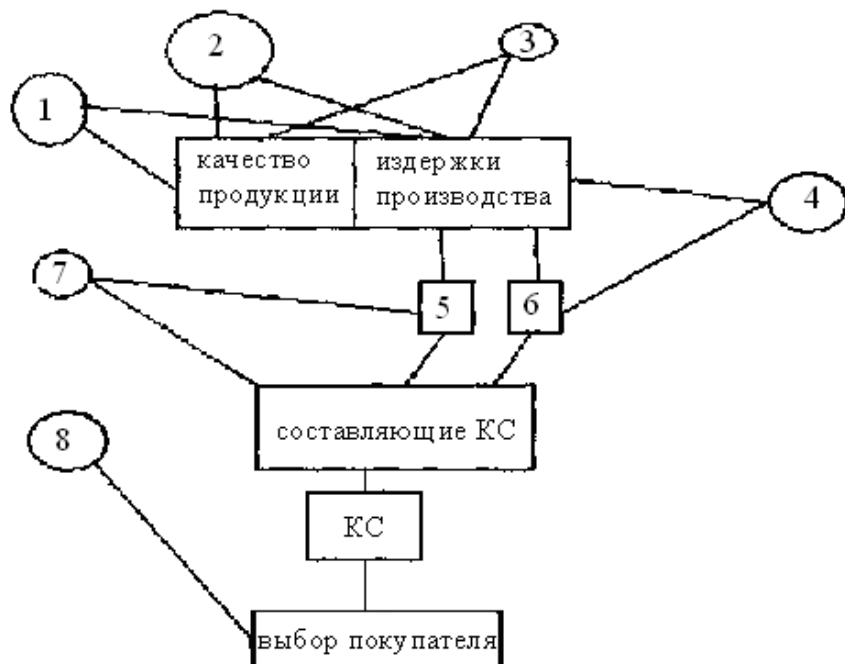 2
3
1
качество
продукции
издержки
производства
4
7
5
6
составляющие КС
8
КС
выбор покупателя